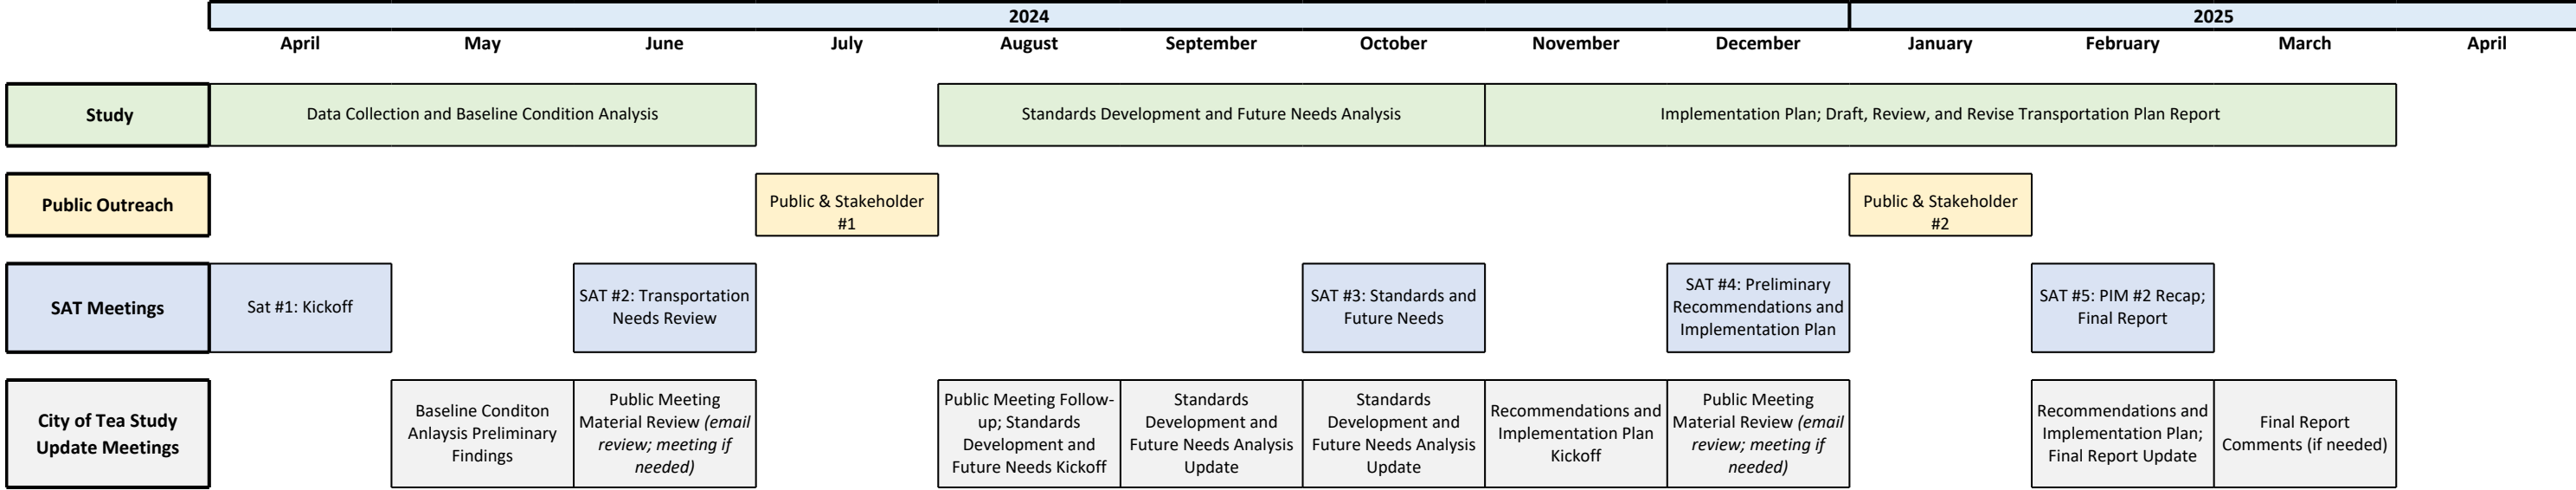 2024
2025
April
May
June
July
August
September
October
November
December
January
February
March
April
Study
Data Collection and Baseline Condition Analysis
Standards Development and Future Needs Analysis
Implementation Plan; Draft, Review, and Revise Transportation Plan Report
Public Outreach
Public & Stakeholder
#1
Public & Stakeholder
#2
SAT Meetings
Sat #1: Kickoff
SAT #2: Transportation
Needs Review
SAT #3: Standards and
Future Needs
SAT #4: Preliminary
Recommendations and
Implementation Plan
SAT #5: PIM #2 Recap;
Final Report
City of Tea Study
Update Meetings
Baseline Conditon
Anlaysis Preliminary
Findings
Public Meeting
Material Review (email
review; meeting if
needed)
Public Meeting Follow-
up; Standards
Development and
Future Needs Kickoff
Standards
Development and
Future Needs Analysis
Update
Standards
Development and
Future Needs Analysis
Update
Recommendations and
Implementation Plan
Kickoff
Public Meeting
Material Review (email
review; meeting if
needed)
Recommendations and
Implementation Plan;
Final Report Update
Final Report
Comments (if needed)